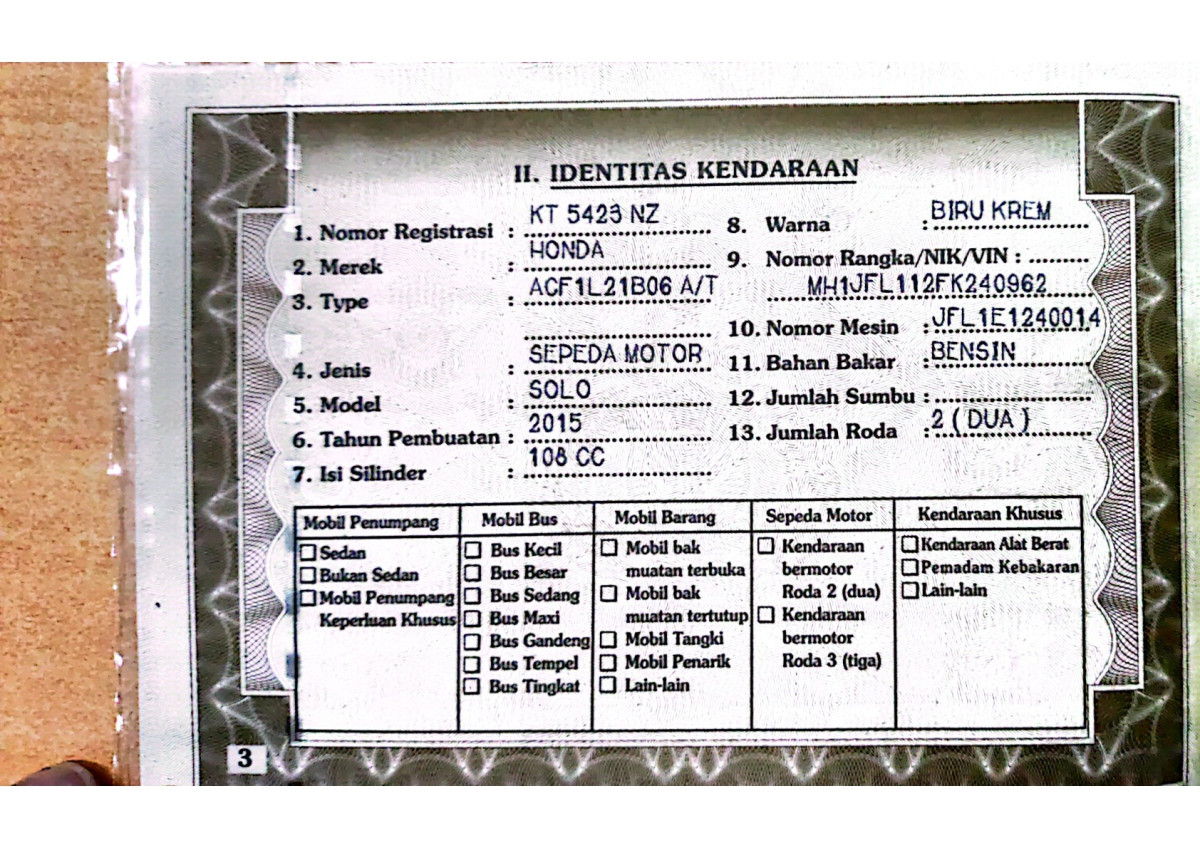 II. IDENTITAS KENDARAAN
1. Nomor Registrasi : KT 5423 NZ
2. Merek : HONDA
3. Type : ACF1L21B06 A/T
4. Jenis : SEPEDA MOTOR
5. Model : SOLO
6. Tahun Pembuatan : 2015
7. Isi Silinder : 108 CC
8. Warna : BIRU KREM
9. Nomor Rangka/NIK/VIN :
MH1JFL112FK240962
10. Nomor Mesin : JFL1E1240014
11. Bahan Bakar : BENSIN
12. Jumlah Sumbu :
13. Jumlah Roda : 2 ( DUA )
Mobil Penumpang
Sedan
Bukan Sedan
Mobil Penumpang
Keperluan Khusus
Mobil Bus
Bus Kecil
Bus Besar
Bus Sedang
Bus Maxi
Bus Gandeng
Bus Tempel
Bus Tingkat
Mobil Barang
Mobil bak
muatan terbuka
Mobil bak
muatan tertutup
Mobil Tangki
Mobil Penarik
Lain-lain
Sepeda Motor
Kendaraan
bermotor
Roda 2 (dua)
Kendaraan
bermotor
Roda 3 (tiga)
Kendaraan Khusus
Kendaraan Alat Berat
Pemadam Kebakaran
Lain-lain
3